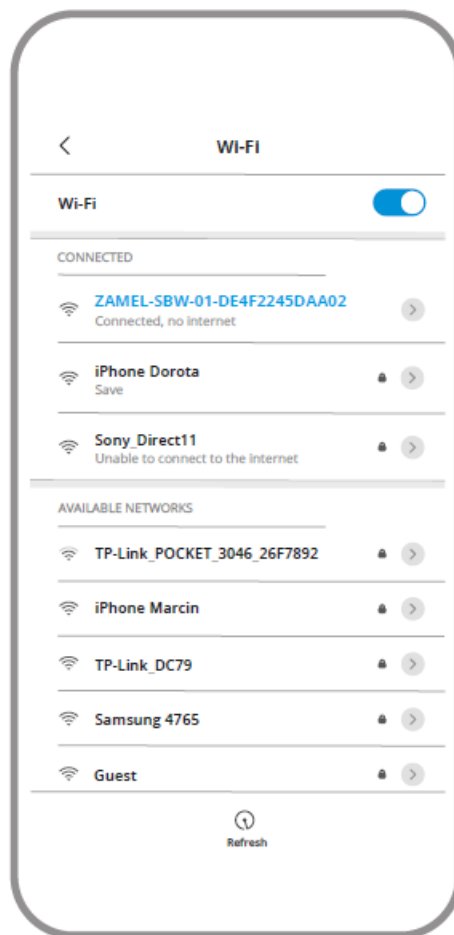 Wi-Fi
Wi-Fi
CONNECTED
ZAMEL-SBW-01-DE4F2245DAA02
Connected, no internet
iPhone Dorota
Save
Sony_Direct11
Unable to connect to the internet
AVAILABLE NETWORKS
TP-Link_POCKET_3046_26F7892
iPhone Marcin
TP-Link_DC79
Samsung 4765
Guest
Refresh